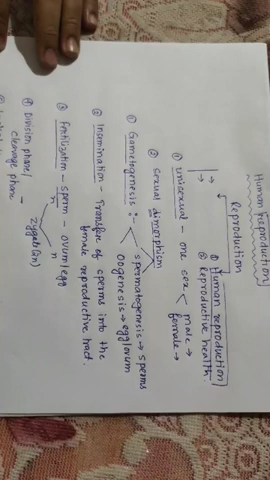 Human Reproduction
Reproduction
① Human reproduction
② Reproductive health
→
→
① unisexual - one sex < male →
female →
② sexual dimorphism
① Gametogenesis :- < spermatogenesis → sperms
oogenesis → egg/ovum
② Insemination - Transfer of sperms into the
female reproductive tract.
③ Fertilization - sperm - ovum/egg
n n
zygote (2n)
④ Division phase/
cleavage phase -